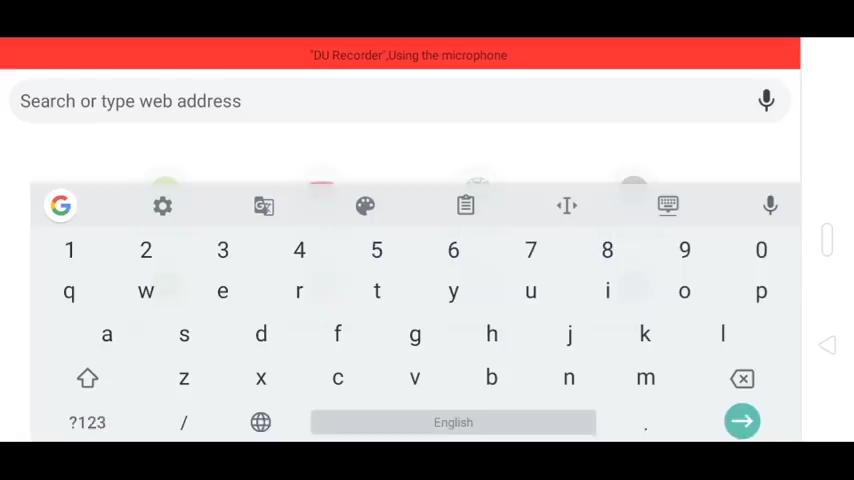 "DU Recorder",Using the microphone
Search or type web address
1 2 3 4 5 6 7 8 9 0
q w e r t y u i o p
a s d f g h j k l
z x c v b n m
?123 / English .